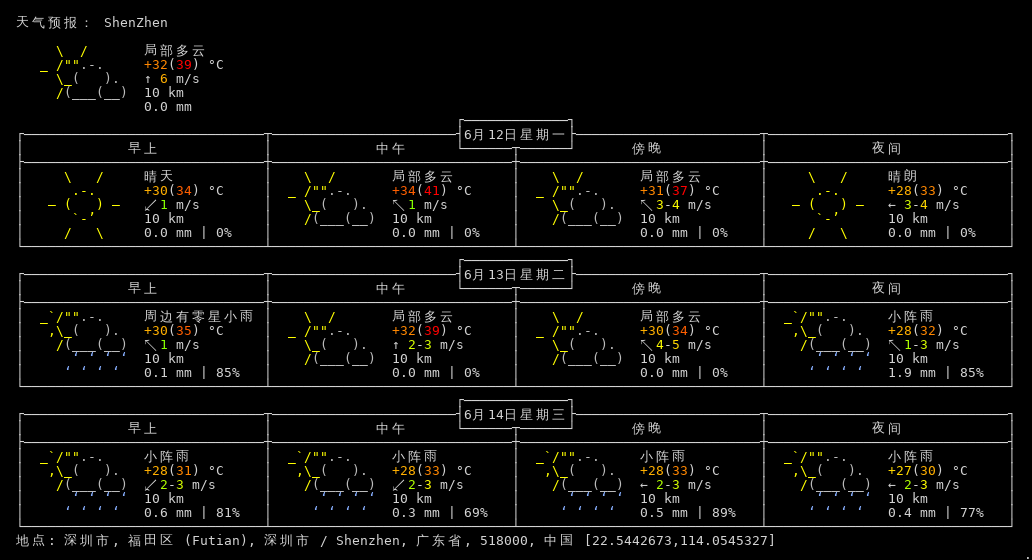 天气预报： ShenZhen
局部多云
+32(39) °C
↑ 6 m/s
10 km
0.0 mm
6月12日星期一
早上 中午 傍晚 夜间
晴天 局部多云 局部多云 晴朗
+30(34) °C +34(41) °C +31(37) °C +28(33) °C
↙1 m/s ↖1 m/s ↖3-4 m/s ← 3-4 m/s
10 km 10 km 10 km 10 km
0.0 mm | 0% 0.0 mm | 0% 0.0 mm | 0% 0.0 mm | 0%
6月13日星期二
早上 中午 傍晚 夜间
周边有零星小雨 局部多云 局部多云 小阵雨
+30(35) °C +32(39) °C +30(34) °C +28(32) °C
↖1 m/s ↑ 2-3 m/s ↖4-5 m/s ↖1-3 m/s
10 km 10 km 10 km 10 km
0.1 mm | 85% 0.0 mm | 0% 0.0 mm | 0% 1.9 mm | 85%
6月14日星期三
早上 中午 傍晚 夜间
小阵雨 小阵雨 小阵雨 小阵雨
+28(31) °C +28(33) °C +28(33) °C +27(30) °C
↙2-3 m/s ↙2-3 m/s ← 2-3 m/s ← 2-3 m/s
10 km 10 km 10 km 10 km
0.6 mm | 81% 0.3 mm | 69% 0.5 mm | 89% 0.4 mm | 77%
地点: 深圳市, 福田区 (Futian), 深圳市 / Shenzhen, 广东省, 518000, 中国 [22.5442673,114.0545327]